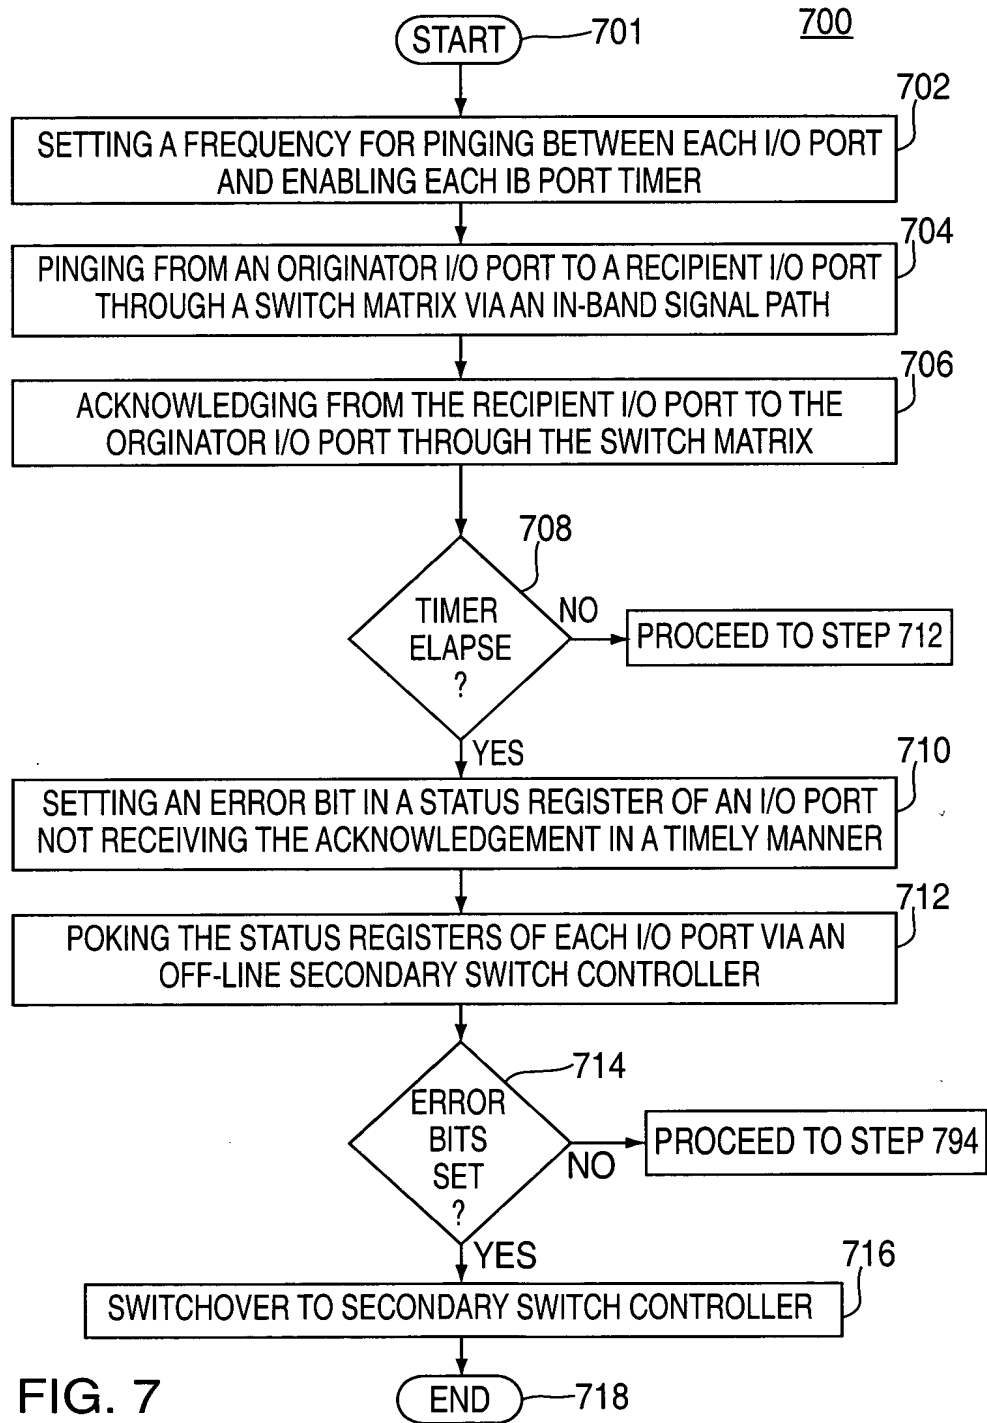 START
701
700
702
SETTING A FREQUENCY FOR PINGING BETWEEN EACH I/O PORT
AND ENABLING EACH IB PORT TIMER
704
PINGING FROM AN ORIGINATOR I/O PORT TO A RECIPIENT I/O PORT
THROUGH A SWITCH MATRIX VIA AN IN-BAND SIGNAL PATH
706
ACKNOWLEDGING FROM THE RECIPIENT I/O PORT TO THE
ORGINATOR I/O PORT THROUGH THE SWITCH MATRIX
708
TIMER
ELAPSE
?
NO
PROCEED TO STEP 712
YES
710
SETTING AN ERROR BIT IN A STATUS REGISTER OF AN I/O PORT
NOT RECEIVING THE ACKNOWLEDGEMENT IN A TIMELY MANNER
712
POKING THE STATUS REGISTERS OF EACH I/O PORT VIA AN
OFF-LINE SECONDARY SWITCH CONTROLLER
714
ERROR
BITS
SET
?
NO
PROCEED TO STEP 794
YES
716
SWITCHOVER TO SECONDARY SWITCH CONTROLLER
FIG. 7
END
718